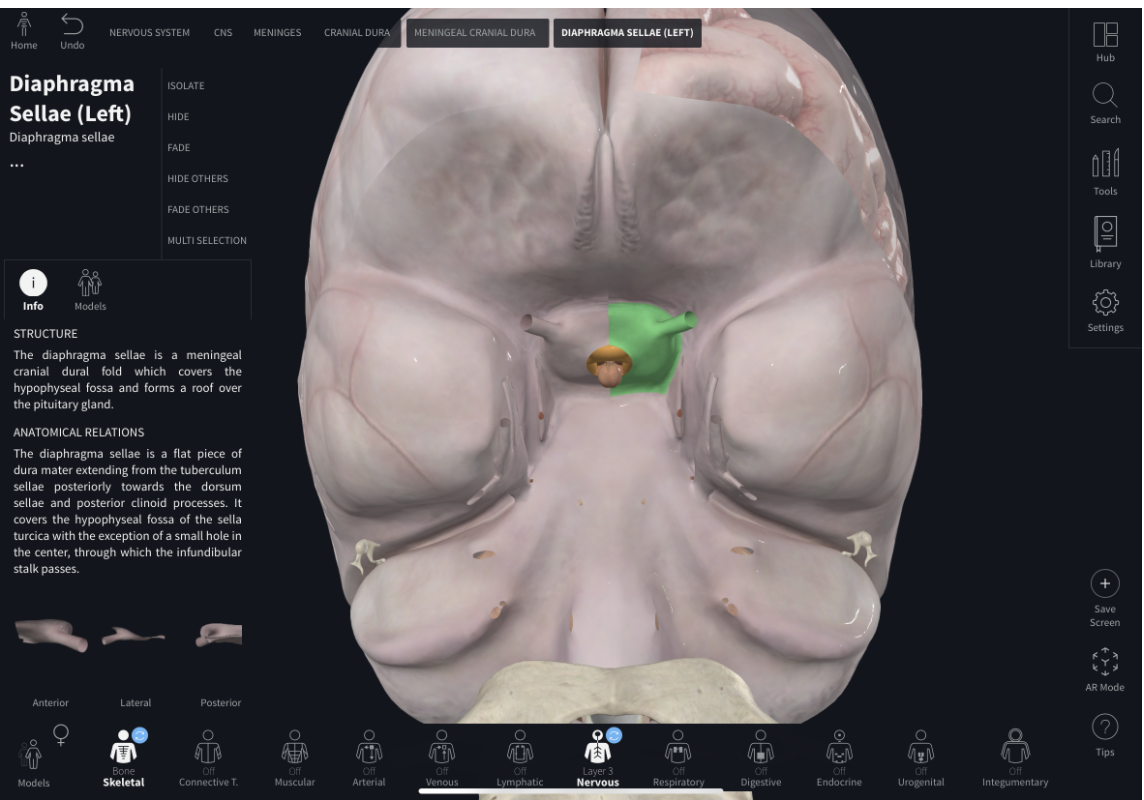 Home
Undo
NERVOUS SYSTEM
CNS
MENINGES
CRANIAL DURA
MENINGEAL CRANIAL DURA
DIAPHRAGMA SELLAE (LEFT)
Diaphragma
Sellae (Left)
Diaphragma sellae
...
ISOLATE
HIDE
FADE
HIDE OTHERS
FADE OTHERS
MULTI SELECTION
i
Info
Models
STRUCTURE
The diaphragma sellae is a meningeal
cranial dural fold which covers the
hypophyseal fossa and forms a roof over
the pituitary gland.
ANATOMICAL RELATIONS
The diaphragma sellae is a flat piece of
dura mater extending from the tuberculum
sellae posteriorly towards the dorsum
sellae and posterior clinoid processes. It
covers the hypophyseal fossa of the sella
turcica with the exception of a small hole in
the center, through which the infundibular
stalk passes.
Anterior
Lateral
Posterior
Hub
Search
Tools
Library
Settings
+
Save
Screen
AR Mode
?
Tips
Models
Bone
Skeletal
Off
Connective T.
Off
Muscular
Off
Arterial
Off
Venous
Off
Lymphatic
Layer 3
Nervous
Off
Respiratory
Off
Digestive
Off
Endocrine
Off
Urogenital
Off
Integumentary